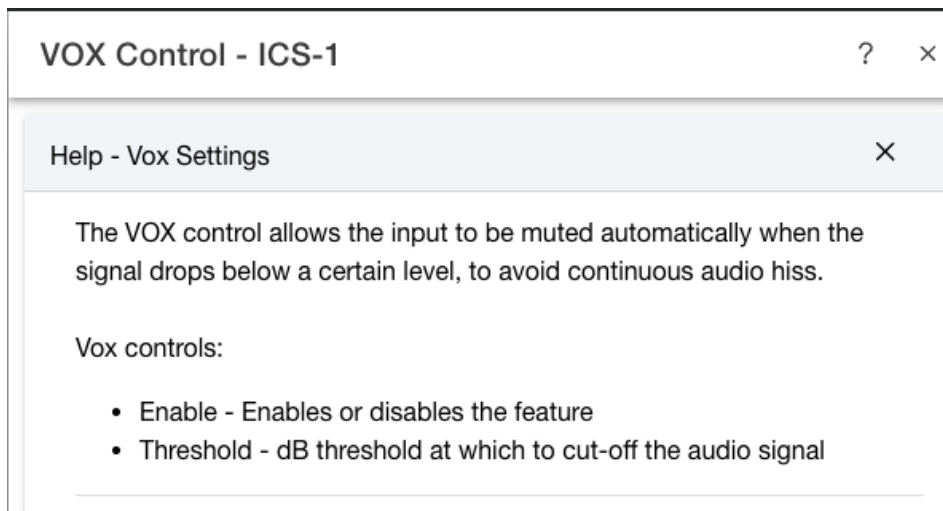 VOX Control - ICS-1 ? ×
Help - Vox Settings ×
The VOX control allows the input to be muted automatically when the
signal drops below a certain level, to avoid continuous audio hiss.
Vox controls:
• Enable - Enables or disables the feature
• Threshold - dB threshold at which to cut-off the audio signal